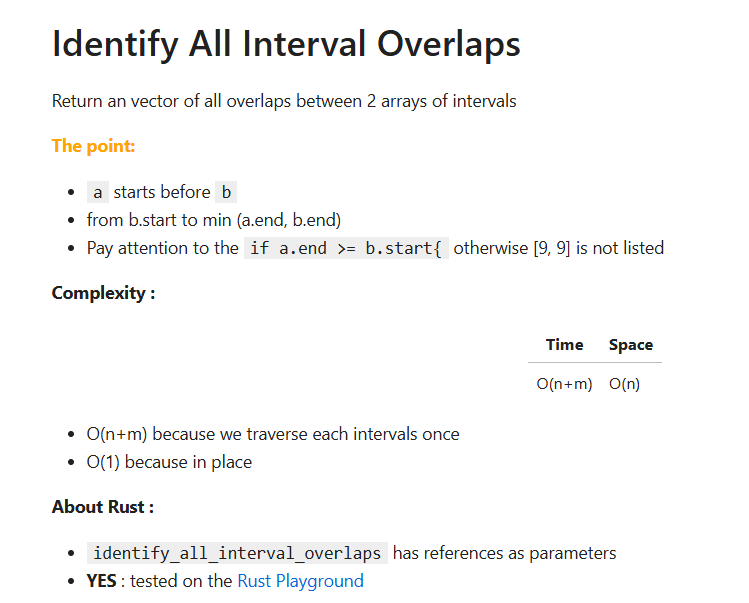 Identify All Interval Overlaps
Return an vector of all overlaps between 2 arrays of intervals
The point:
a starts before b
from b.start to min (a.end, b.end)
Pay attention to the if a.end >= b.start{ otherwise [9, 9] is not listed
Complexity :
Time Space
O(n+m) O(n)
O(n+m) because we traverse each intervals once
O(1) because in place
About Rust :
identify_all_interval_overlaps has references as parameters
YES : tested on the Rust Playground